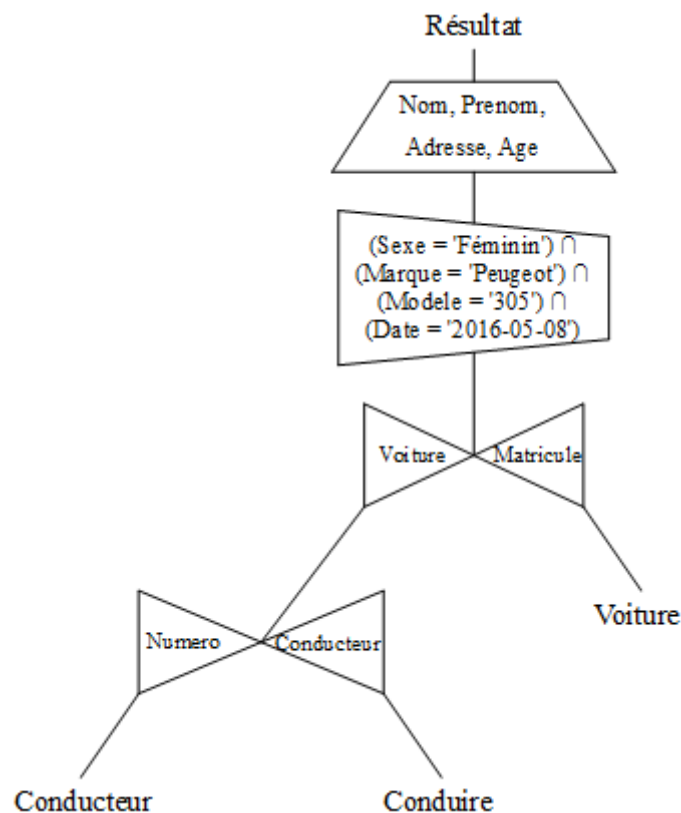 Résultat
Nom, Prenom,
Adresse, Age
(Sexe = 'Féminin') ∩
(Marque = 'Peugeot') ∩
(Modele = '305') ∩
(Date = '2016-05-08')
Voiture
Matricule
Voiture
Numero
Conducteur
Conducteur
Conduire